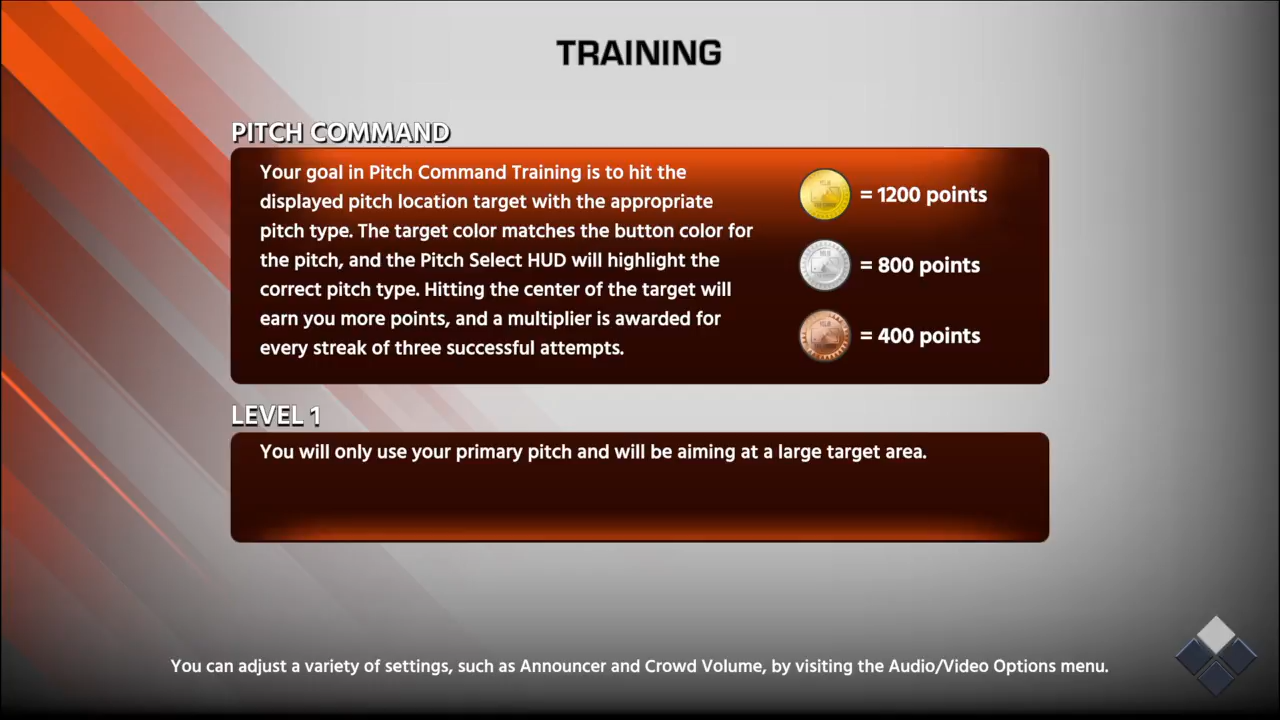 TRAINING
PITCH COMMAND
Your goal in Pitch Command Training is to hit the
displayed pitch location target with the appropriate
pitch type. The target color matches the button color for
the pitch, and the Pitch Select HUD will highlight the
correct pitch type. Hitting the center of the target will
earn you more points, and a multiplier is awarded for
every streak of three successful attempts.
= 1200 points
= 800 points
= 400 points
LEVEL 1
You will only use your primary pitch and will be aiming at a large target area.
You can adjust a variety of settings, such as Announcer and Crowd Volume, by visiting the Audio/Video Options menu.